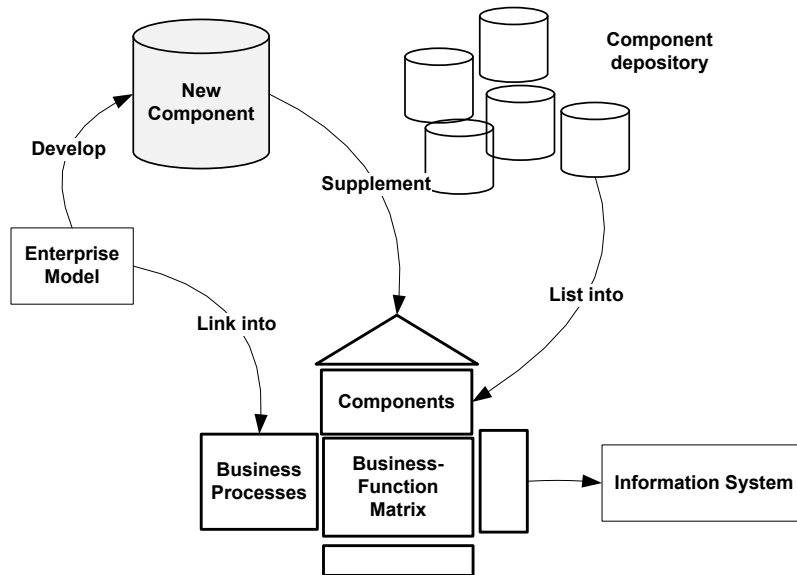 Component
depository
New
Component
Develop
Supplement
Enterprise
Model
List into
Link into
Components
Business
Processes
Business-
Function
Matrix
Information System